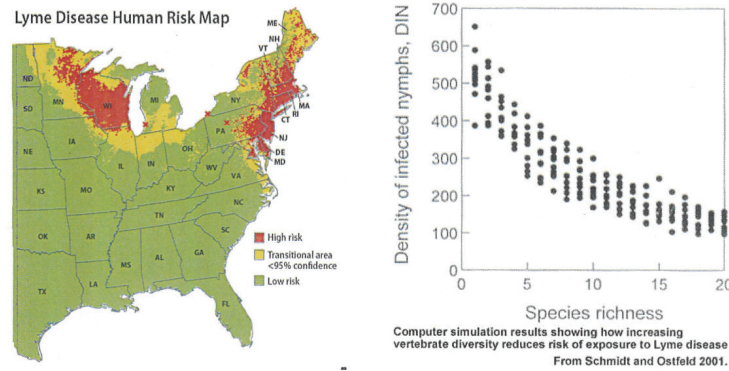 Lyme Disease Human Risk Map
ME
NH
VT
ND
MN
WI
MI
NY
MA
RI
CT
SD
IA
PA
NJ
NE
IL
IN
OH
DE
MD
WV
VA
KS
MO
KY
NC
TN
OK
AR
SC
MS
AL
GA
TX
LA
FL
High risk
Transitional area
<95% confidence
Low risk
Density of infected nymphs, DIN
700
600
500
400
300
200
100
0
0 5 10 15 20
Species richness
Computer simulation results showing how increasing
vertebrate diversity reduces risk of exposure to Lyme disease
From Schmidt and Ostfeld 2001.